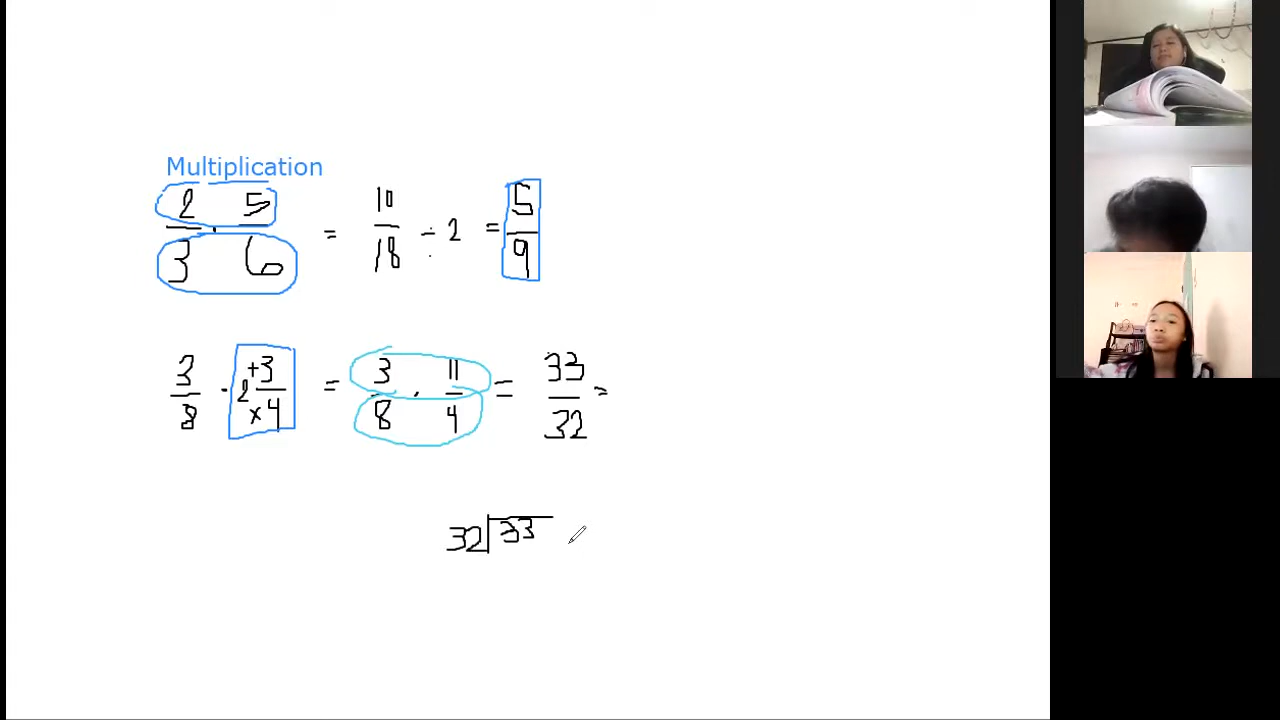 Multiplication
2/3 · 5/6 = 10/18 ÷ 2 = 5/9
3/8 · 2 +3/×4 = 3/8 · 11/4 = 33/32 =
32 33